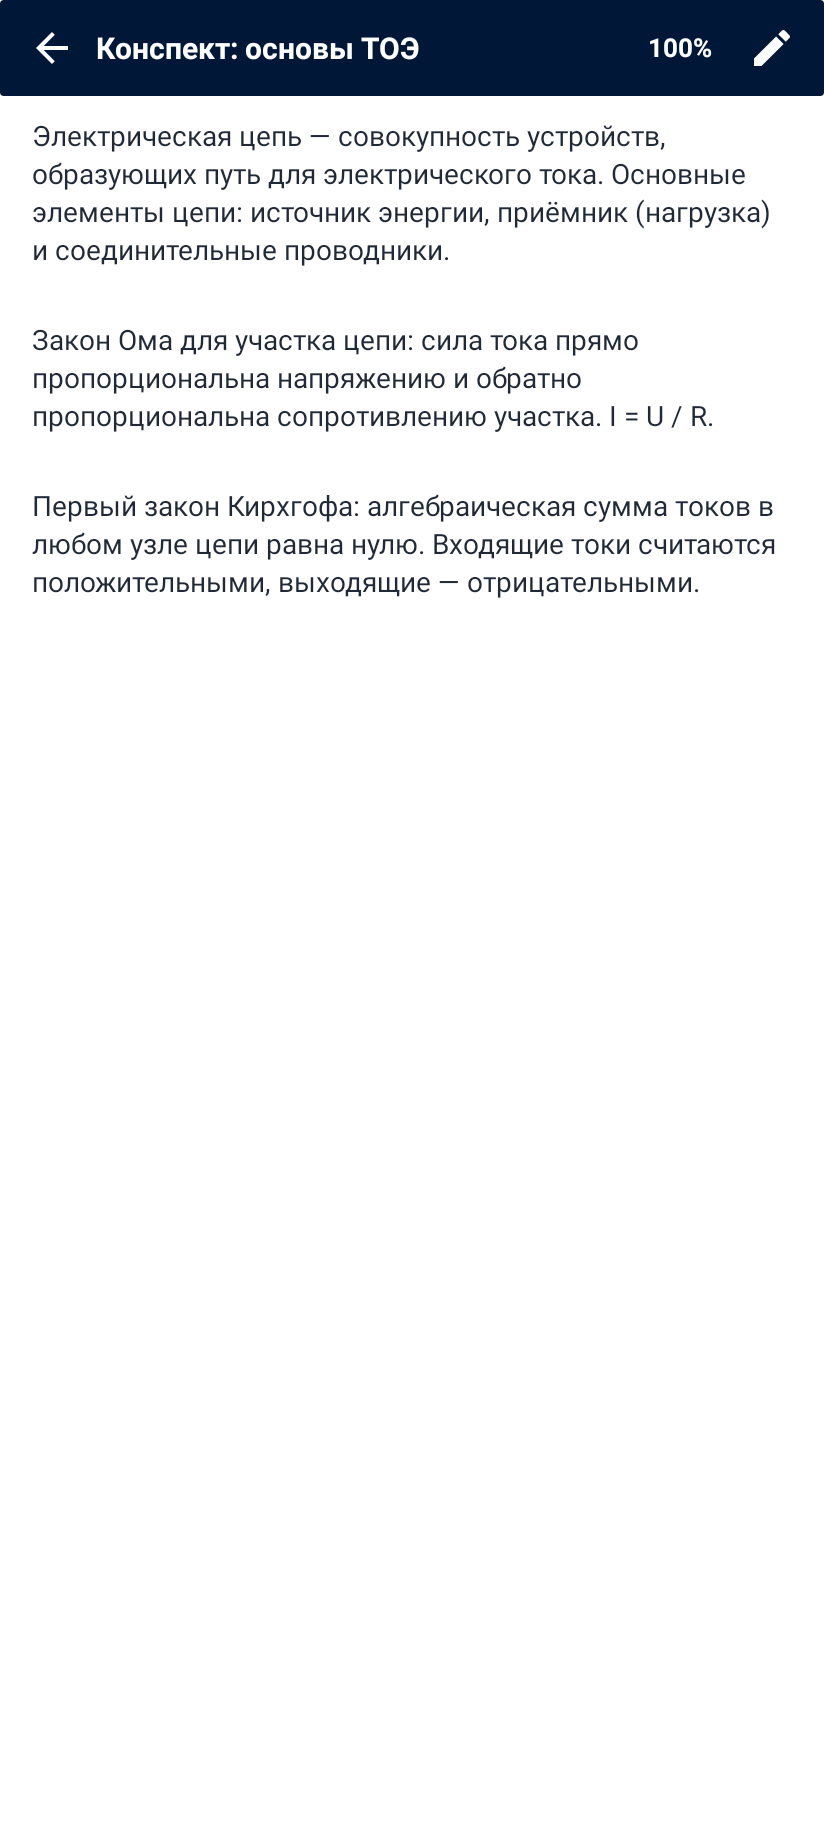 Конспект: основы ТОЭ 100%
Электрическая цепь — совокупность устройств,
образующих путь для электрического тока. Основные
элементы цепи: источник энергии, приёмник (нагрузка)
и соединительные проводники.
Закон Ома для участка цепи: сила тока прямо
пропорциональна напряжению и обратно
пропорциональна сопротивлению участка. I = U / R.
Первый закон Кирхгофа: алгебраическая сумма токов в
любом узле цепи равна нулю. Входящие токи считаются
положительными, выходящие — отрицательными.